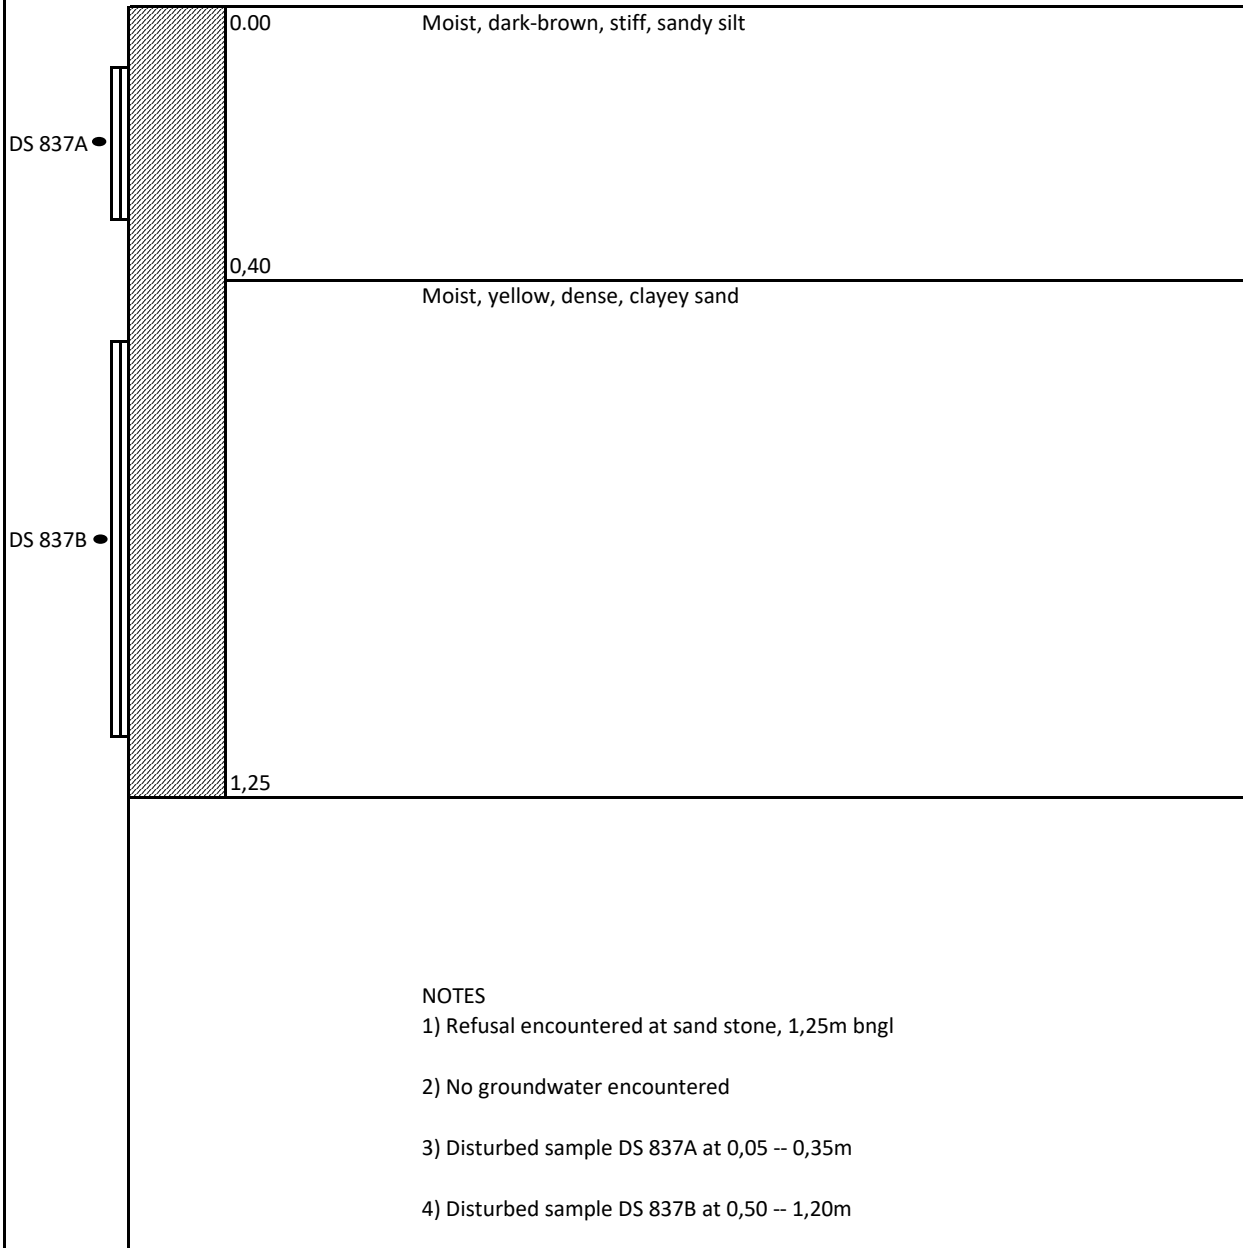 0.00 Moist, dark-brown, stiff, sandy silt
DS 837A
0,40
Moist, yellow, dense, clayey sand
DS 837B
1,25
NOTES
1) Refusal encountered at sand stone, 1,25m bngl
2) No groundwater encountered
3) Disturbed sample DS 837A at 0,05 -- 0,35m
4) Disturbed sample DS 837B at 0,50 -- 1,20m